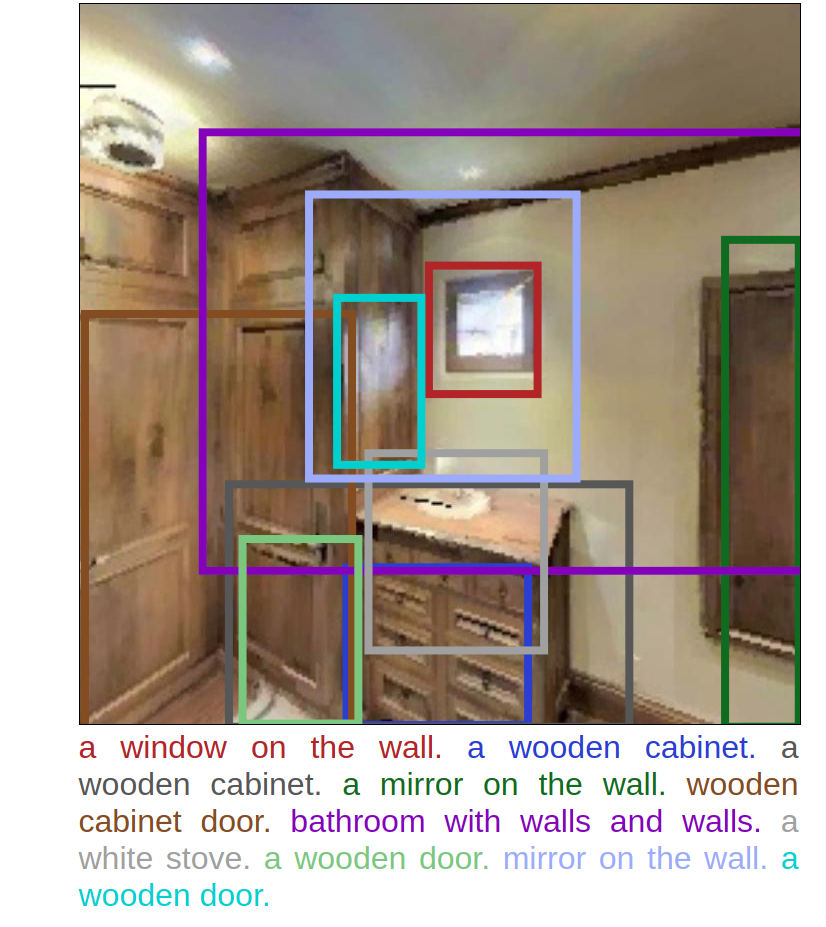 a window on the wall. a wooden cabinet. a
wooden cabinet. a mirror on the wall. wooden
cabinet door. bathroom with walls and walls. a
white stove. a wooden door. mirror on the wall. a
wooden door.